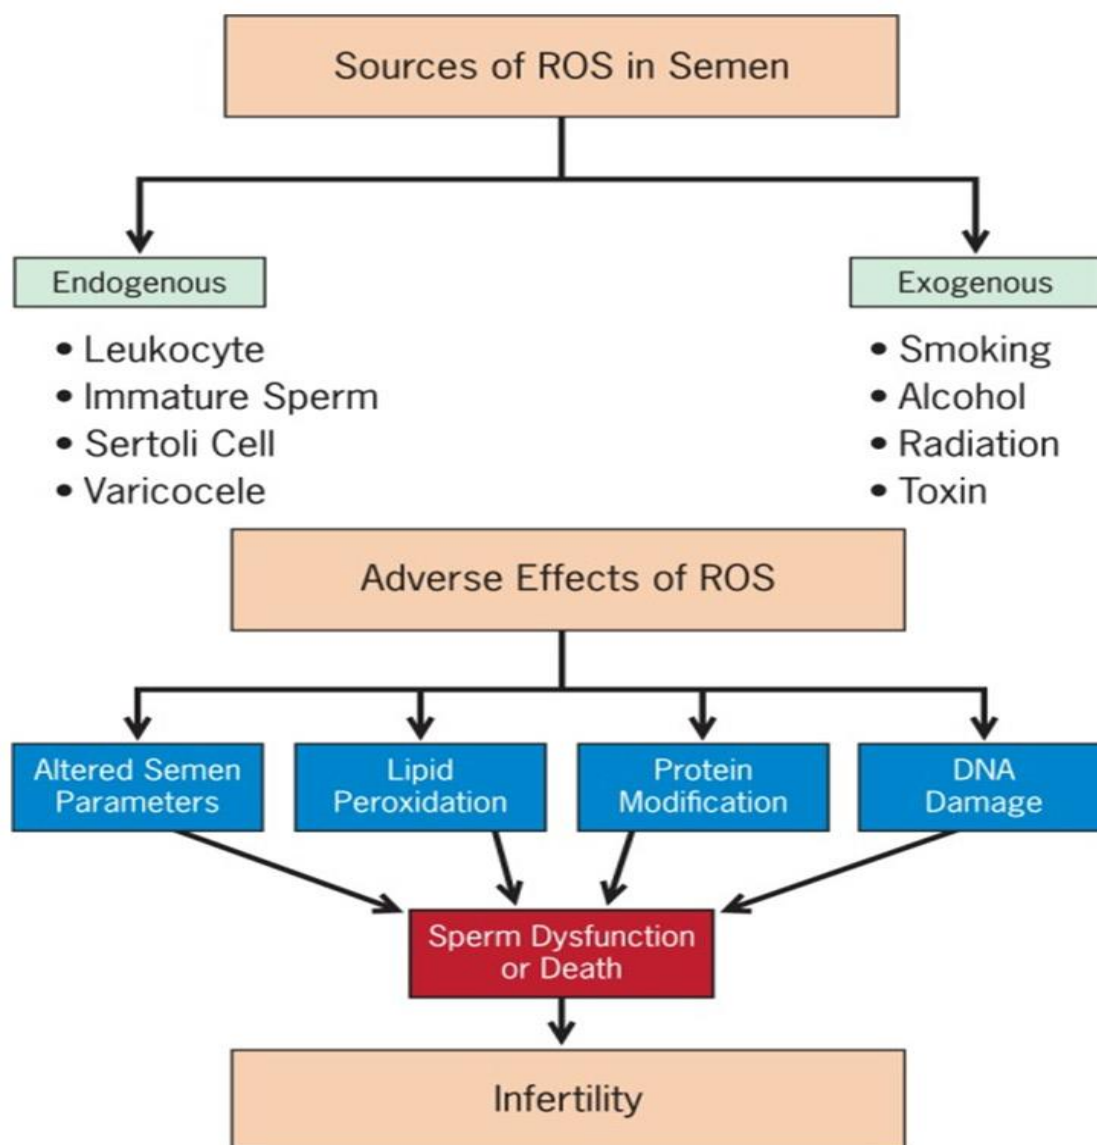 Sources of ROS in Semen
Endogenous
• Leukocyte
• Immature Sperm
• Sertoli Cell
• Varicocele
Exogenous
• Smoking
• Alcohol
• Radiation
• Toxin
Adverse Effects of ROS
Altered Semen
Parameters
Lipid
Peroxidation
Protein
Modification
DNA
Damage
Sperm Dysfunction
or Death
Infertility